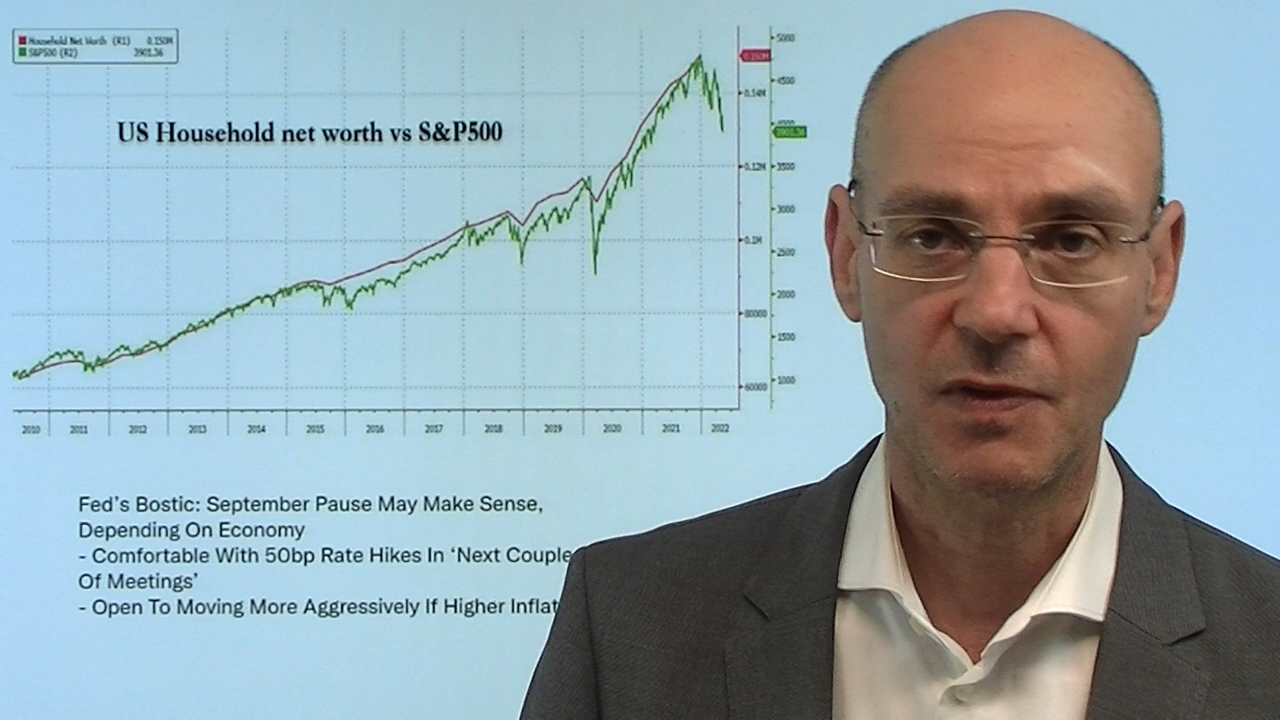 Household Net Worth (R1) 0.150M
S&P500 (R2) 3901.36
US Household net worth vs S&P500
5000
0.150M
4500
0.14M
4000
3901.36
3500
0.12M
3000
0.1M
2500
2000
80000
1500
1000
60000
2010 2011 2012 2013 2014 2015 2016 2017 2018 2019 2020 2021 2022
Fed's Bostic: September Pause May Make Sense,
Depending On Economy
- Comfortable With 50bp Rate Hikes In ‘Next Couple
Of Meetings’
- Open To Moving More Aggressively If Higher Inflat